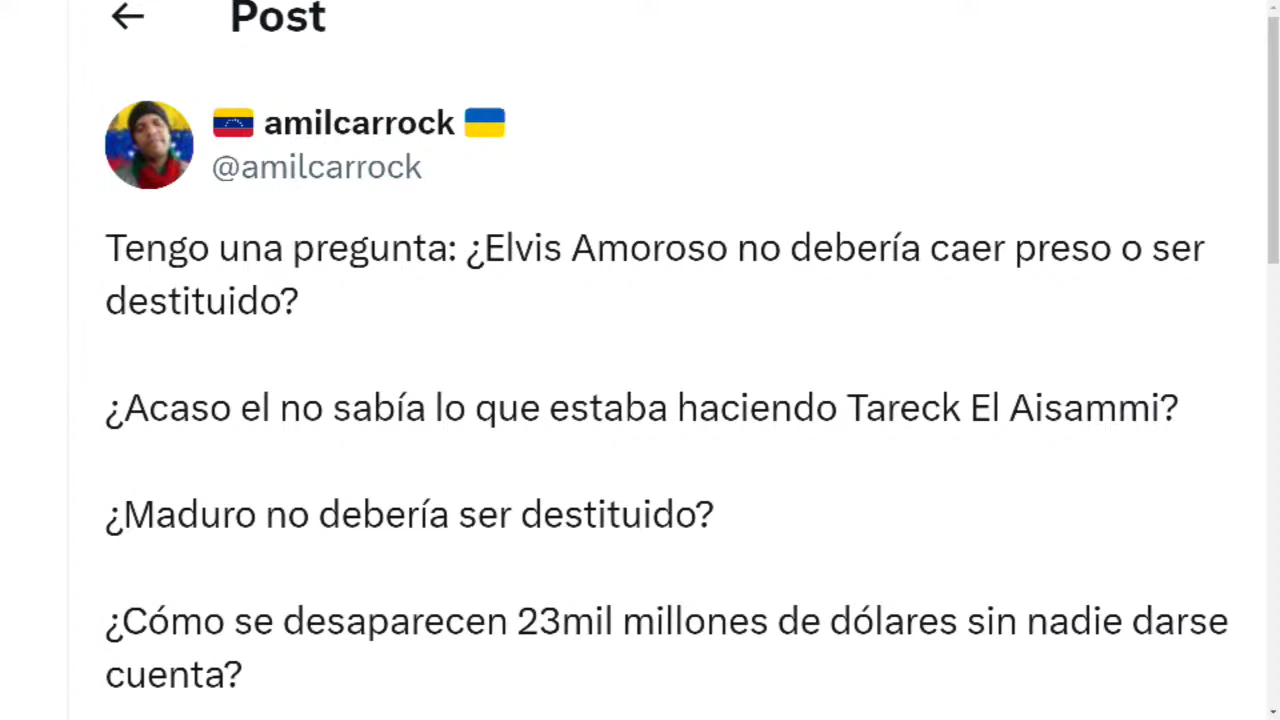 ← Post
🇻🇪 amilcarrock 🇺🇦
@amilcarrock
Tengo una pregunta: ¿Elvis Amoroso no debería caer preso o ser
destituido?
¿Acaso el no sabía lo que estaba haciendo Tareck El Aisammi?
¿Maduro no debería ser destituido?
¿Cómo se desaparecen 23mil millones de dólares sin nadie darse
cuenta?